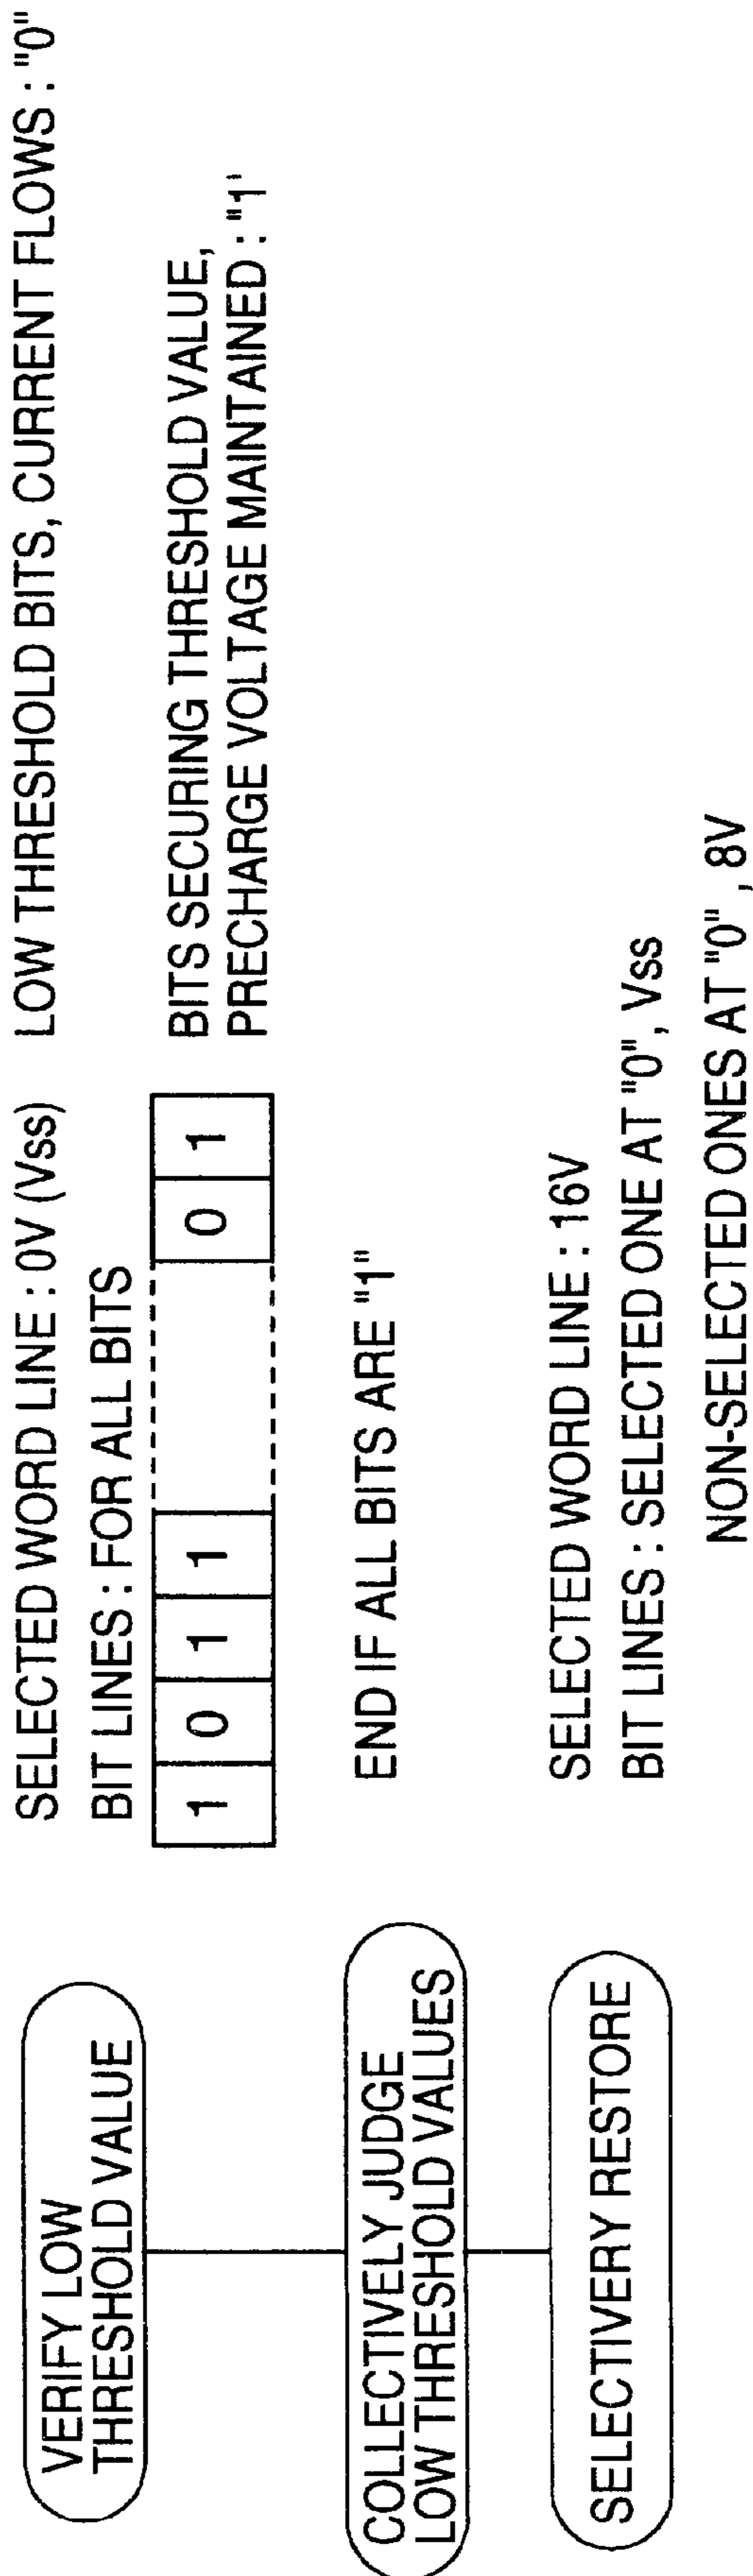 VERIFY LOW
THRESHOLD VALUE
SELECTED WORD LINE : 0V (Vss)
BIT LINES : FOR ALL BITS
1 0 1 1 0 1
LOW THRESHOLD BITS, CURRENT FLOWS : "0"
BITS SECURING THRESHOLD VALUE,
PRECHARGE VOLTAGE MAINTAINED : "1'
COLLECTIVELY JUDGE
LOW THRESHOLD VALUES
END IF ALL BITS ARE "1"
SELECTIVERY RESTORE
SELECTED WORD LINE : 16V
BIT LINES : SELECTED ONE AT "0", Vss
NON-SELECTED ONES AT "0" , 8V